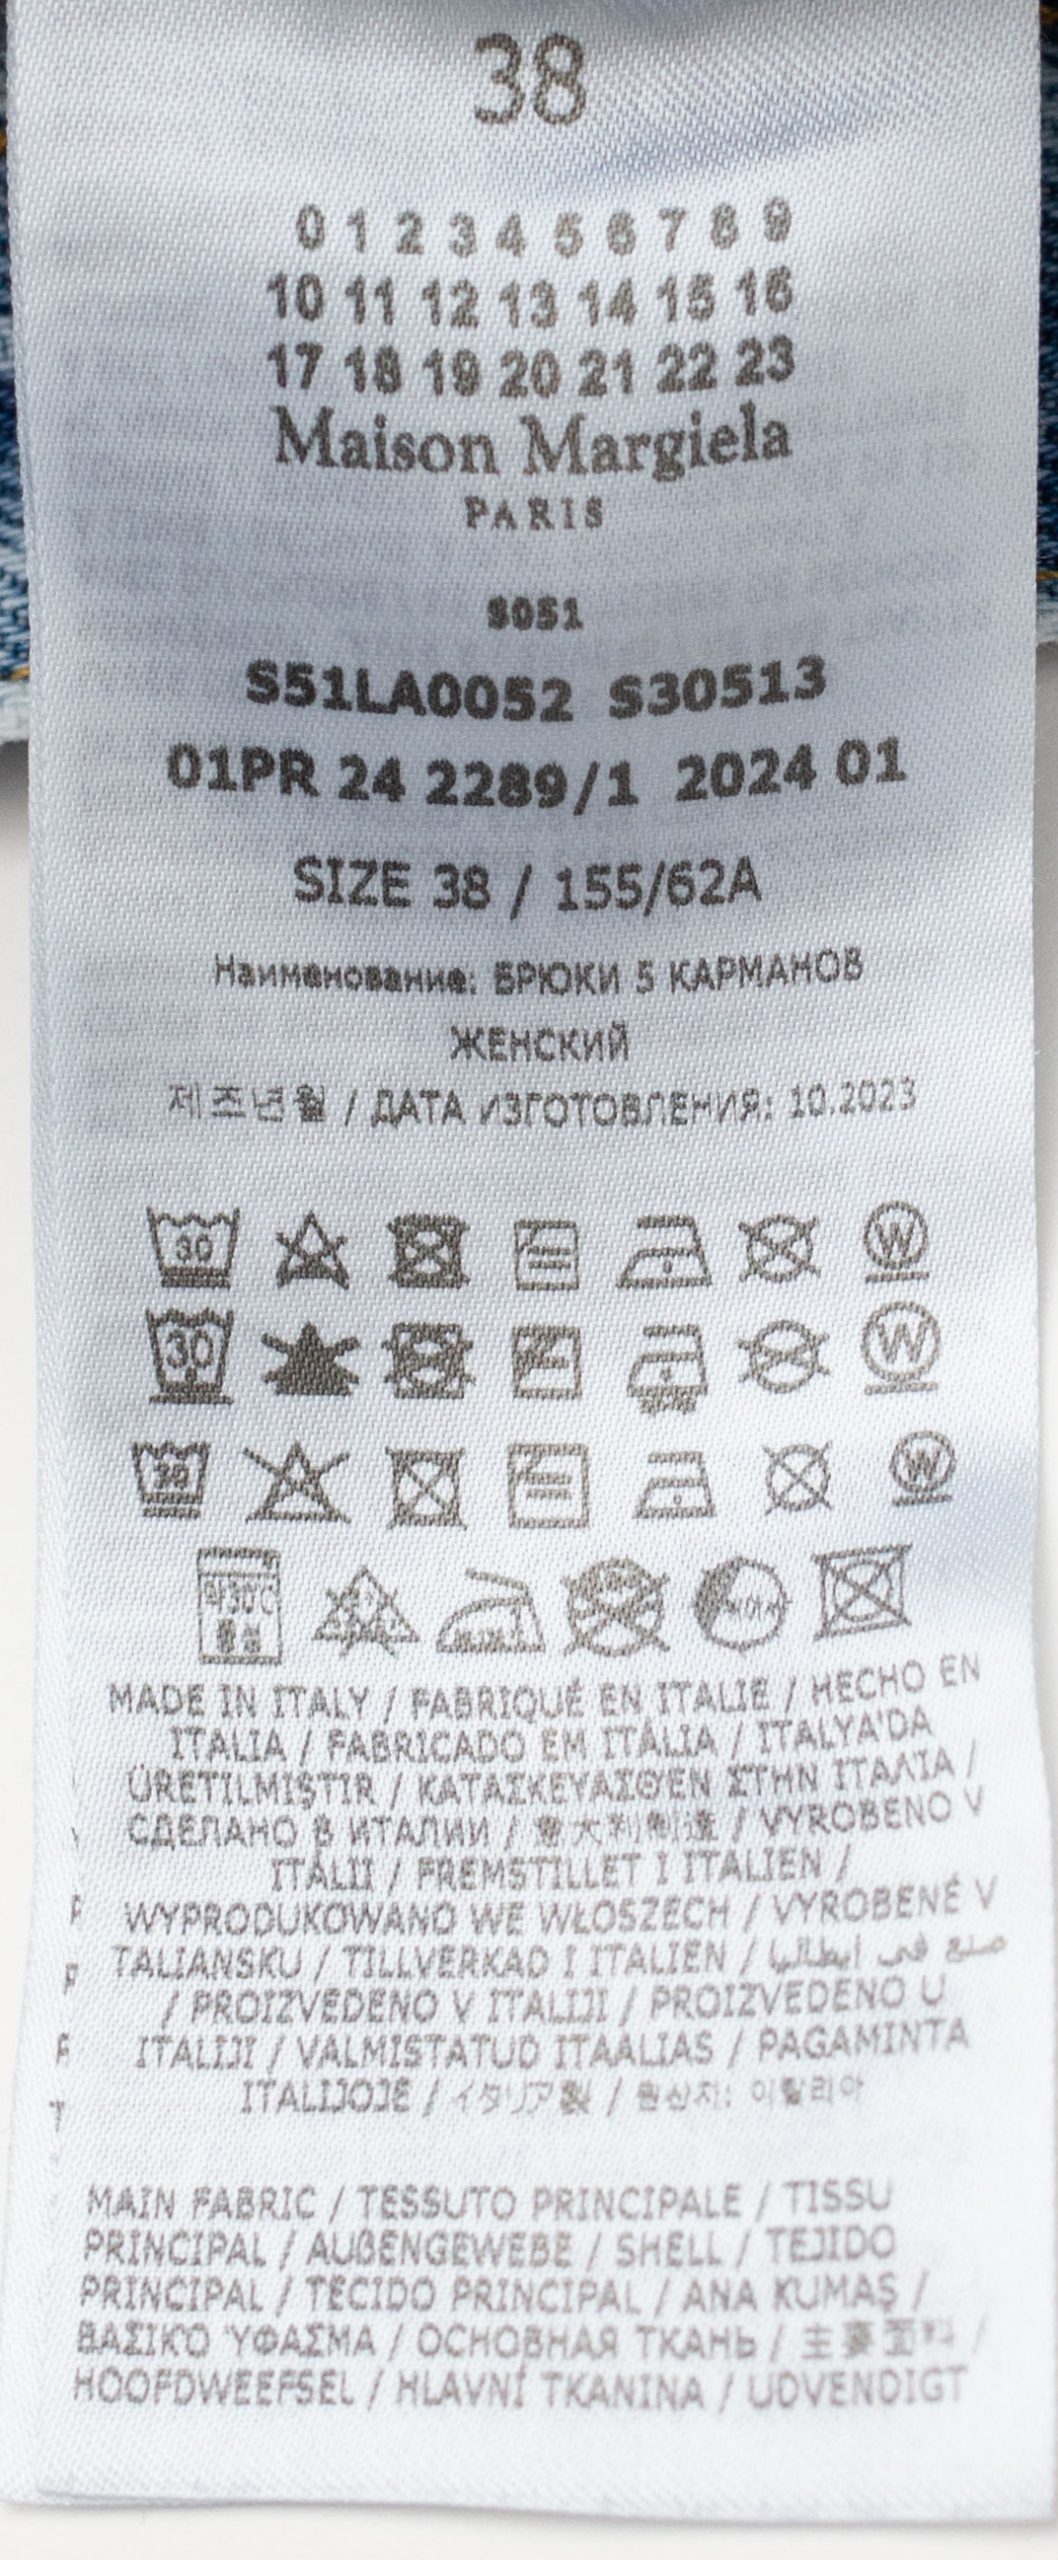 38
0 1 2 3 4 5 6 7 8 9
10 11 12 13 14 15 16
17 18 19 20 21 22 23
Maison Margiela
PARIS
S051
S51LA0052 S30513
01PR 24 2289/1 2024 01
SIZE 38 / 155/62A
Наименование: БРЮКИ 5 КАРМАНОВ
ЖЕНСКИЙ
제조년월 / ДАТА ИЗГОТОВЛЕНИЯ: 10.2023
30 W
30 W
30 W
MADE IN ITALY / FABRIQUÉ EN ITALIE / HECHO EN
ITALIA / FABRICADO EM ITÁLIA / ITALYA'DA
ÜRETILMIŞTIR / ΚΑΤΑΣΚΕΥΑΣΘΕΝ ΣΤΗΝ ΙΤΑΛΙΑ /
СДЕЛАНО В ИТАЛИИ / 意大利制造 / VYROBENO V
ITÁLII / FREMSTILLET I ITALIEN /
WYPRODUKOWANO WE WŁOSZECH / VYROBENÉ V
TALIANSKU / TILLVERKAD I ITALIEN / صنع في ايطاليا
/ PROIZVEDENO V ITALIJI / PROIZVEDENO U
ITALIJI / VALMISTATUD ITAALIAS / PAGAMINTA
ITALIJOJE / イタリア製 / 원산지: 이탈리아
MAIN FABRIC / TESSUTO PRINCIPALE / TISSU
PRINCIPAL / AUßENGEWEBE / SHELL / TEJIDO
PRINCIPAL / TECIDO PRINCIPAL / ANA KUMAŞ /
ΒΑΣΙΚΌ ΎΦΑΣΜΑ / ОСНОВНАЯ ТКАНЬ / 主要面料 /
HOOFDWEEFSEL / HLAVNÍ TKANINA / UDVENDIGT